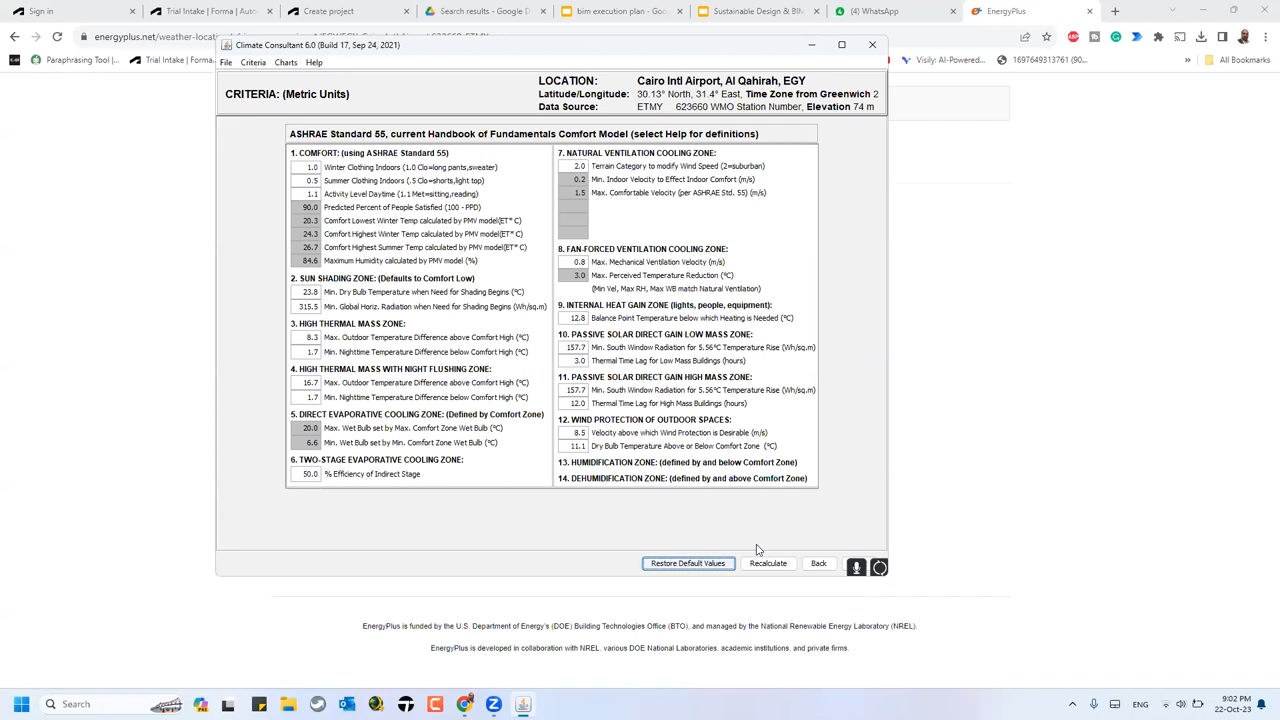 Sign in
Trial Intake | Forma | Auto
Create project
Search results - Google D
bim execution plan - Goo
Sustainable Design & BIM
(4) WhatsApp
EnergyPlus
Paraphrasing Tool |...
Trial Intake | Forma
Visily: AI-Powered...
1697649313761 (90...
All Bookmarks
Climate Consultant 6.0 (Build 17, Sep 24, 2021)
File Criteria Charts Help
CRITERIA: (Metric Units)
LOCATION: Cairo Intl Airport, Al Qahirah, EGY
Latitude/Longitude: 30.13° North, 31.4° East, Time Zone from Greenwich 2
Data Source: ETMY 623660 WMO Station Number, Elevation 74 m
ASHRAE Standard 55, current Handbook of Fundamentals Comfort Model (select Help for definitions)
1. COMFORT: (using ASHRAE Standard 55)
1.0 Winter Clothing Indoors (1.0 Clo=long pants,sweater)
0.5 Summer Clothing Indoors (.5 Clo=shorts,light top)
1.1 Activity Level Daytime (1.1 Met=sitting,reading)
90.0 Predicted Percent of People Satisfied (100 - PPD)
20.3 Comfort Lowest Winter Temp calculated by PMV model(ET* C)
24.3 Comfort Highest Winter Temp calculated by PMV model(ET* C)
26.7 Comfort Highest Summer Temp calculated by PMV model(ET* C)
84.6 Maximum Humidity calculated by PMV model (%)
2. SUN SHADING ZONE: (Defaults to Comfort Low)
23.8 Min. Dry Bulb Temperature when Need for Shading Begins (°C)
315.5 Min. Global Horiz. Radiation when Need for Shading Begins (Wh/sq.m)
3. HIGH THERMAL MASS ZONE:
8.3 Max. Outdoor Temperature Difference above Comfort High (°C)
1.7 Min. Nighttime Temperature Difference below Comfort High (°C)
4. HIGH THERMAL MASS WITH NIGHT FLUSHING ZONE:
16.7 Max. Outdoor Temperature Difference above Comfort High (°C)
1.7 Min. Nighttime Temperature Difference below Comfort High (°C)
5. DIRECT EVAPORATIVE COOLING ZONE: (Defined by Comfort Zone)
20.0 Max. Wet Bulb set by Max. Comfort Zone Wet Bulb (°C)
6.6 Min. Wet Bulb set by Min. Comfort Zone Wet Bulb (°C)
6. TWO-STAGE EVAPORATIVE COOLING ZONE:
50.0 % Efficiency of Indirect Stage
7. NATURAL VENTILATION COOLING ZONE:
2.0 Terrain Category to modify Wind Speed (2=suburban)
0.2 Min. Indoor Velocity to Effect Indoor Comfort (m/s)
1.5 Max. Comfortable Velocity (per ASHRAE Std. 55) (m/s)
8. FAN-FORCED VENTILATION COOLING ZONE:
0.8 Max. Mechanical Ventilation Velocity (m/s)
3.0 Max. Perceived Temperature Reduction (°C)
(Min Vel, Max RH, Max WB match Natural Ventilation)
9. INTERNAL HEAT GAIN ZONE (lights, people, equipment):
12.8 Balance Point Temperature below which Heating is Needed (°C)
10. PASSIVE SOLAR DIRECT GAIN LOW MASS ZONE:
157.7 Min. South Window Radiation for 5.56°C Temperature Rise (Wh/sq.m)
3.0 Thermal Time Lag for Low Mass Buildings (hours)
11. PASSIVE SOLAR DIRECT GAIN HIGH MASS ZONE:
157.7 Min. South Window Radiation for 5.56°C Temperature Rise (Wh/sq.m)
12.0 Thermal Time Lag for High Mass Buildings (hours)
12. WIND PROTECTION OF OUTDOOR SPACES:
8.5 Velocity above which Wind Protection is Desirable (m/s)
11.1 Dry Bulb Temperature Above or Below Comfort Zone (°C)
13. HUMIDIFICATION ZONE: (defined by and below Comfort Zone)
14. DEHUMIDIFICATION ZONE: (defined by and above Comfort Zone)
Restore Default Values Recalculate Back
EnergyPlus is funded by the U.S. Department of Energy's (DOE) Building Technologies Office (BTO), and managed by the National Renewable Energy Laboratory (NREL).
EnergyPlus is developed in collaboration with NREL, various DOE National Laboratories, academic institutions, and private firms.
Search
ENG
9:02 PM
22-Oct-23